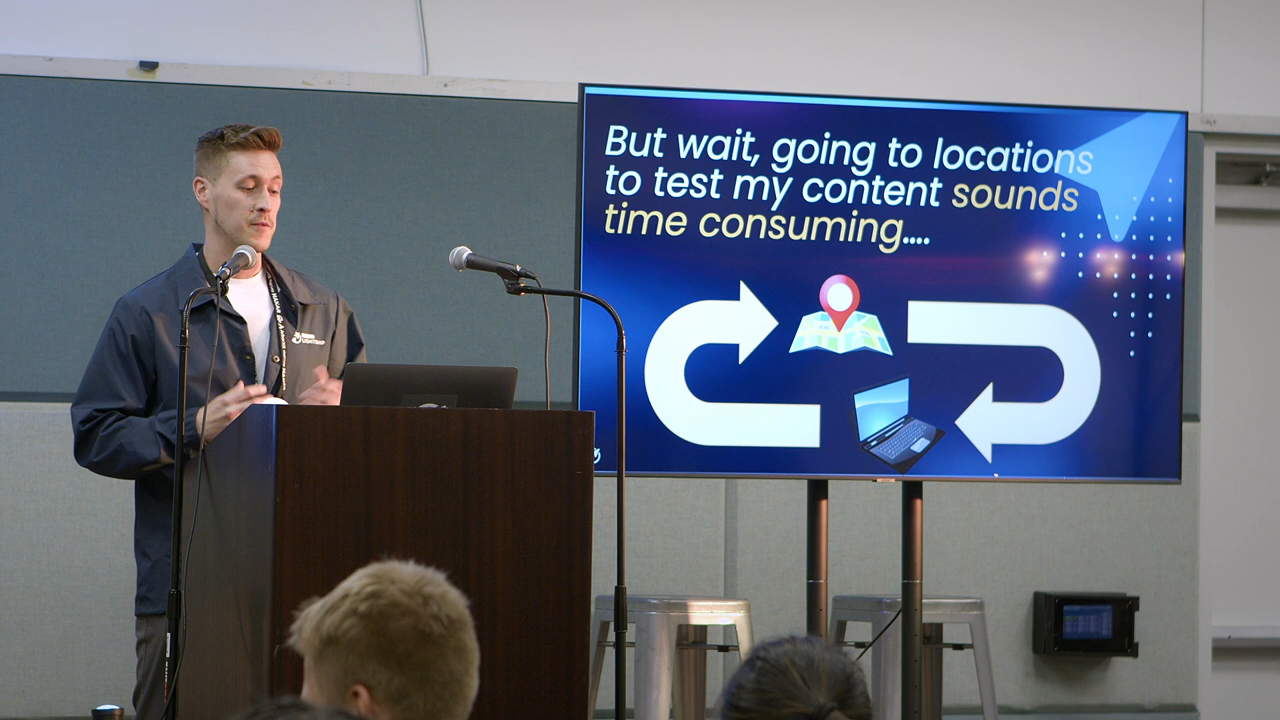 But wait, going to locations
to test my content sounds
time consuming....